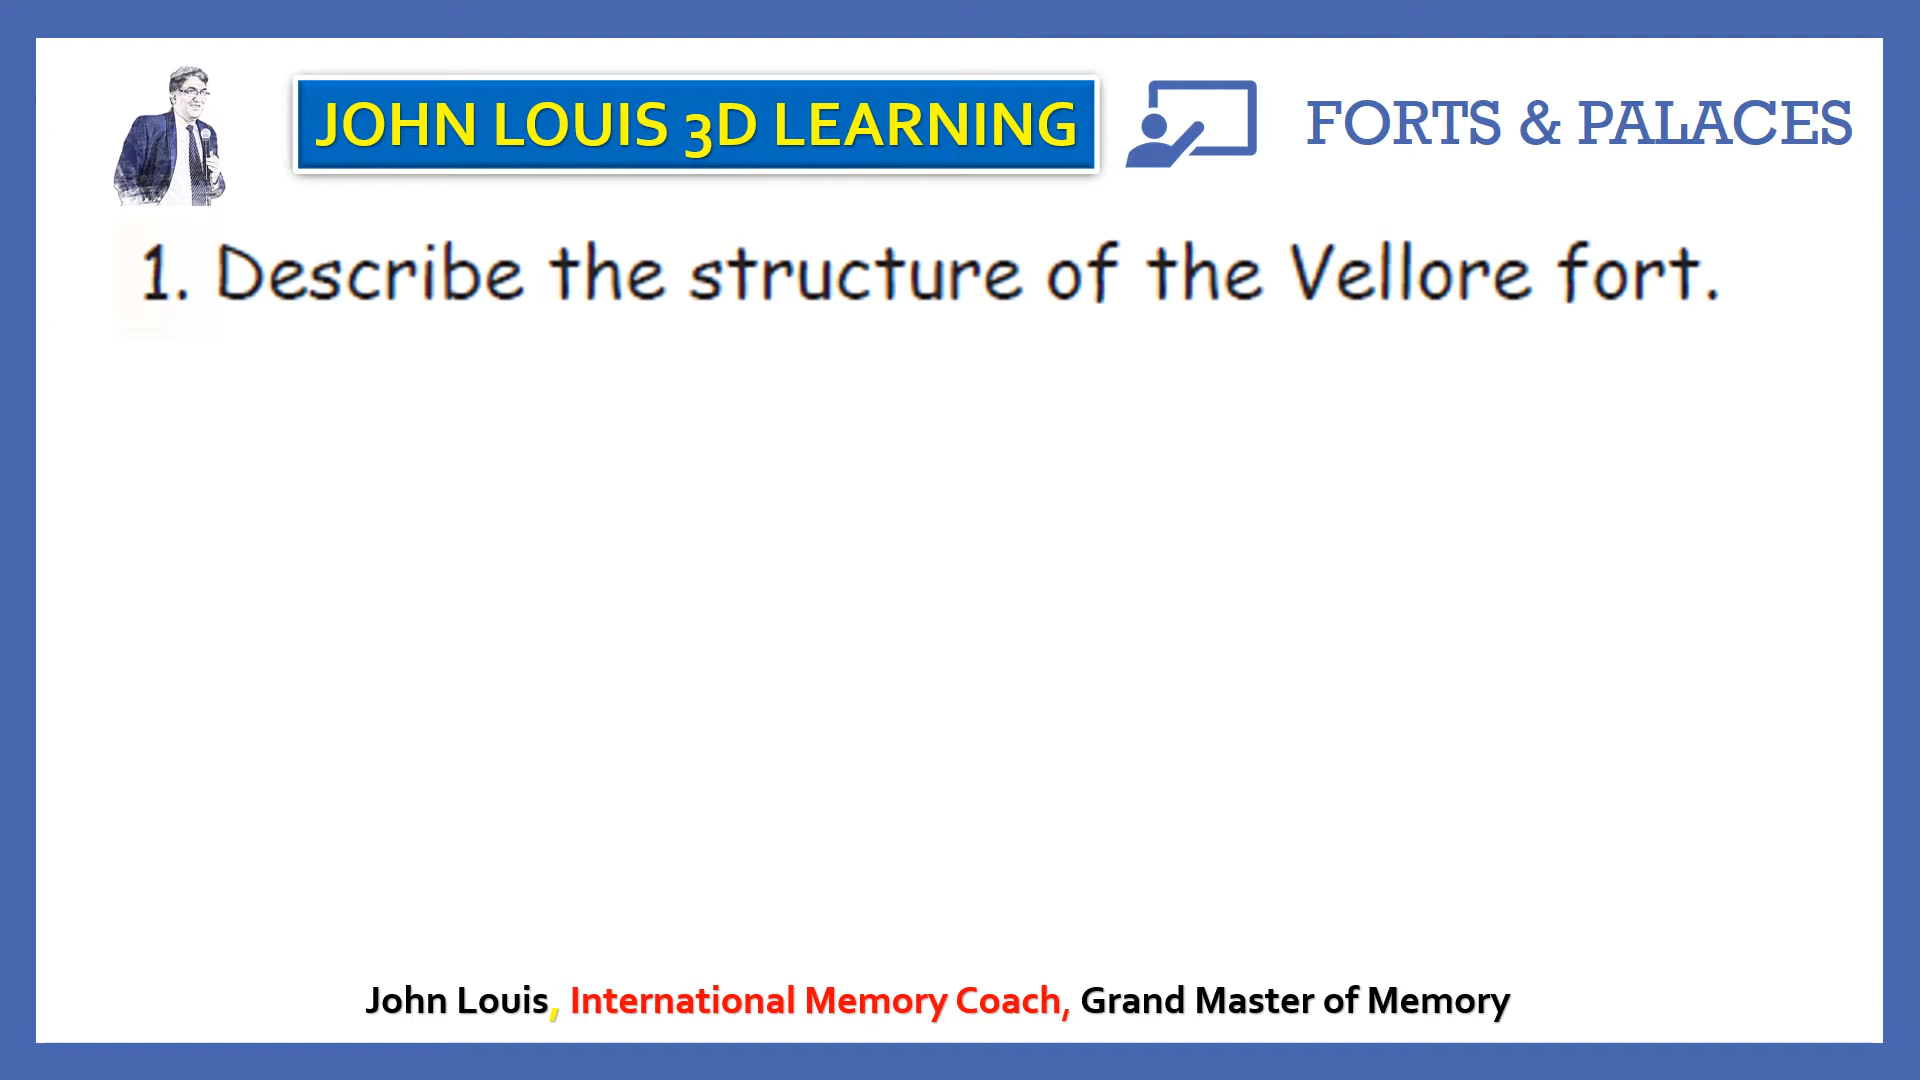 JOHN LOUIS 3D LEARNING
FORTS & PALACES
1. Describe the structure of the Vellore fort.
John Louis, International Memory Coach, Grand Master of Memory